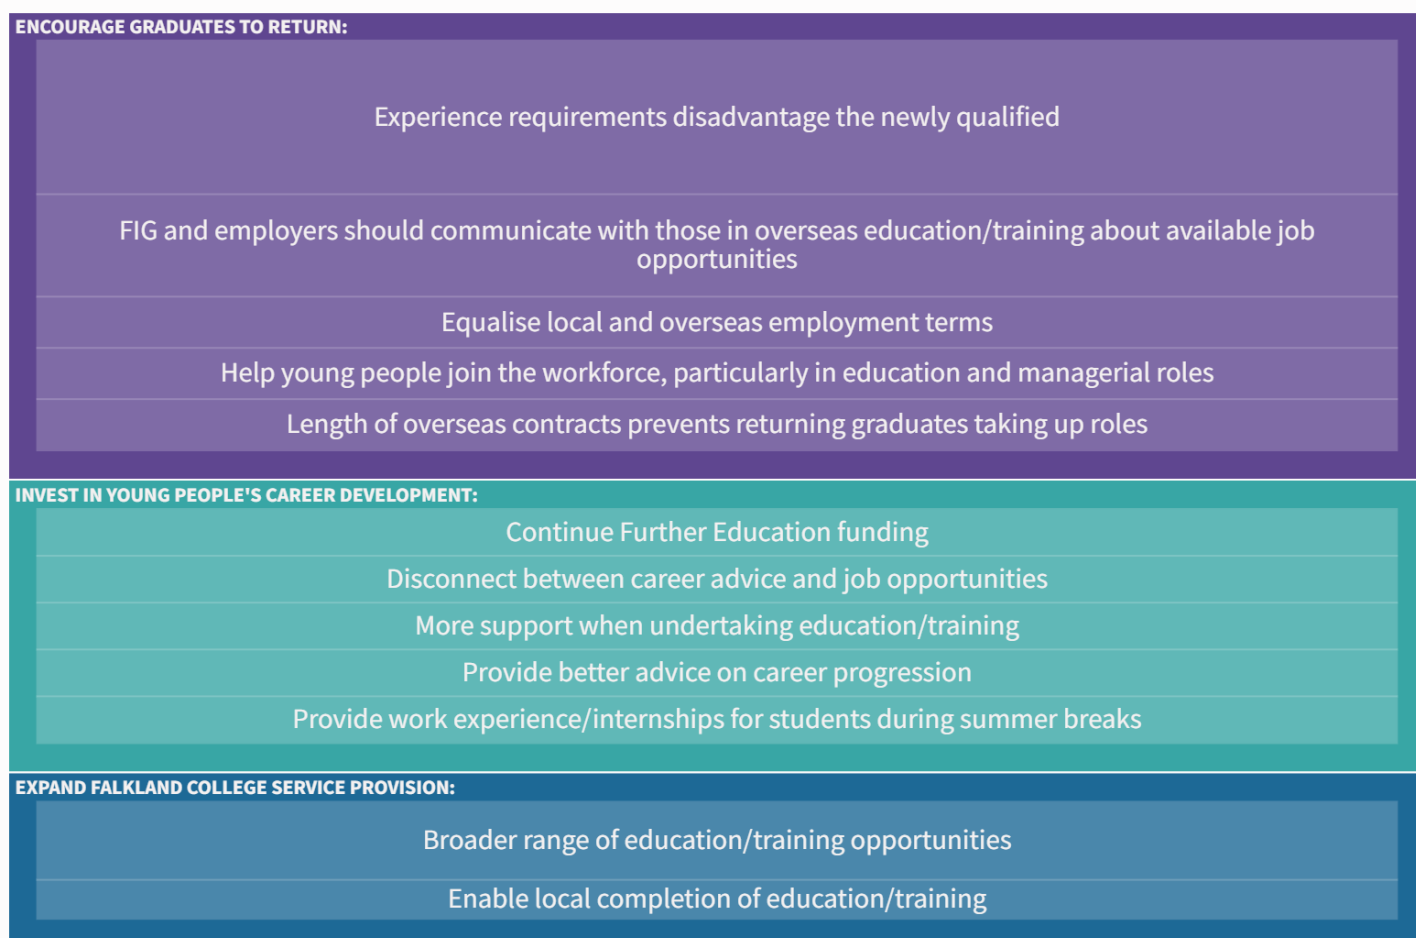 ENCOURAGE GRADUATES TO RETURN:
Experience requirements disadvantage the newly qualified
FIG and employers should communicate with those in overseas education/training about available job
opportunities
Equalise local and overseas employment terms
Help young people join the workforce, particularly in education and managerial roles
Length of overseas contracts prevents returning graduates taking up roles
INVEST IN YOUNG PEOPLE'S CAREER DEVELOPMENT:
Continue Further Education funding
Disconnect between career advice and job opportunities
More support when undertaking education/training
Provide better advice on career progression
Provide work experience/internships for students during summer breaks
EXPAND FALKLAND COLLEGE SERVICE PROVISION:
Broader range of education/training opportunities
Enable local completion of education/training